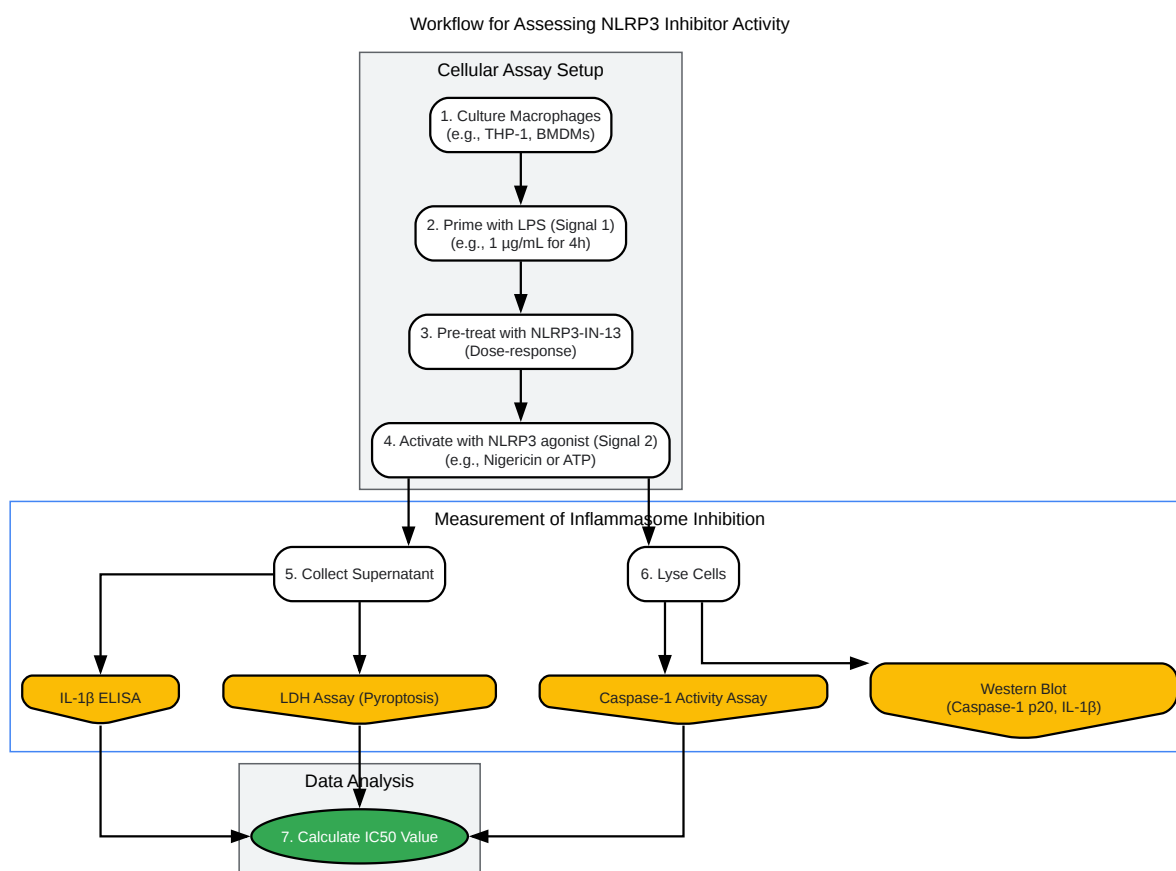 Workflow for Assessing NLRP3 Inhibitor Activity
Cellular Assay Setup
1. Culture Macrophages
(e.g., THP-1, BMDMs)
2. Prime with LPS (Signal 1)
(e.g., 1 µg/mL for 4h)
3. Pre-treat with NLRP3-IN-13
(Dose-response)
4. Activate with NLRP3 agonist (Signal 2)
(e.g., Nigericin or ATP)
Measurement of Inflammasome Inhibition
5. Collect Supernatant
6. Lyse Cells
IL-1β ELISA
LDH Assay (Pyroptosis)
Caspase-1 Activity Assay
Western Blot
(Caspase-1 p20, IL-1β)
Data Analysis
7. Calculate IC50 Value